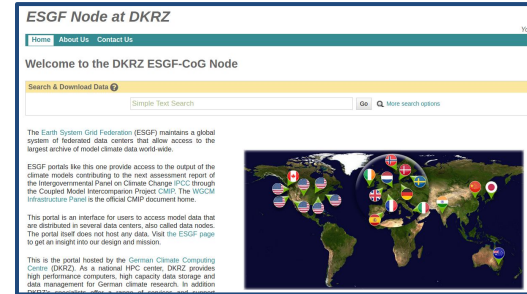 ESGF Node at DKRZ
Home About Us Contact Us
Welcome to the DKRZ ESGF-CoG Node
Search & Download Data ?
Simple Text Search Go More search options
The Earth System Grid Federation (ESGF) maintains a global
system of federated data centers that allow access to the
largest archive of model climate data world-wide.
ESGF portals like this one provide access to the output of the
climate models contributing to the next assessment report of
the Intergovernmental Panel on Climate Change IPCC through
the Coupled Model Intercomparison Project CMIP. The WGCM
Infrastructure Panel is the official CMIP document home.
This portal is an interface for users to access model data that
are distributed in several data centers, also called data nodes.
The portal itself does not host any data. Visit the ESGF page
to get an insight into our design and mission.
This is the portal hosted by the German Climate Computing
Centre (DKRZ). As a national HPC center, DKRZ provides
high performance computers, high capacity data storage and
data management for German climate research. In addition
DKRZ's specialists offer a range of services and support